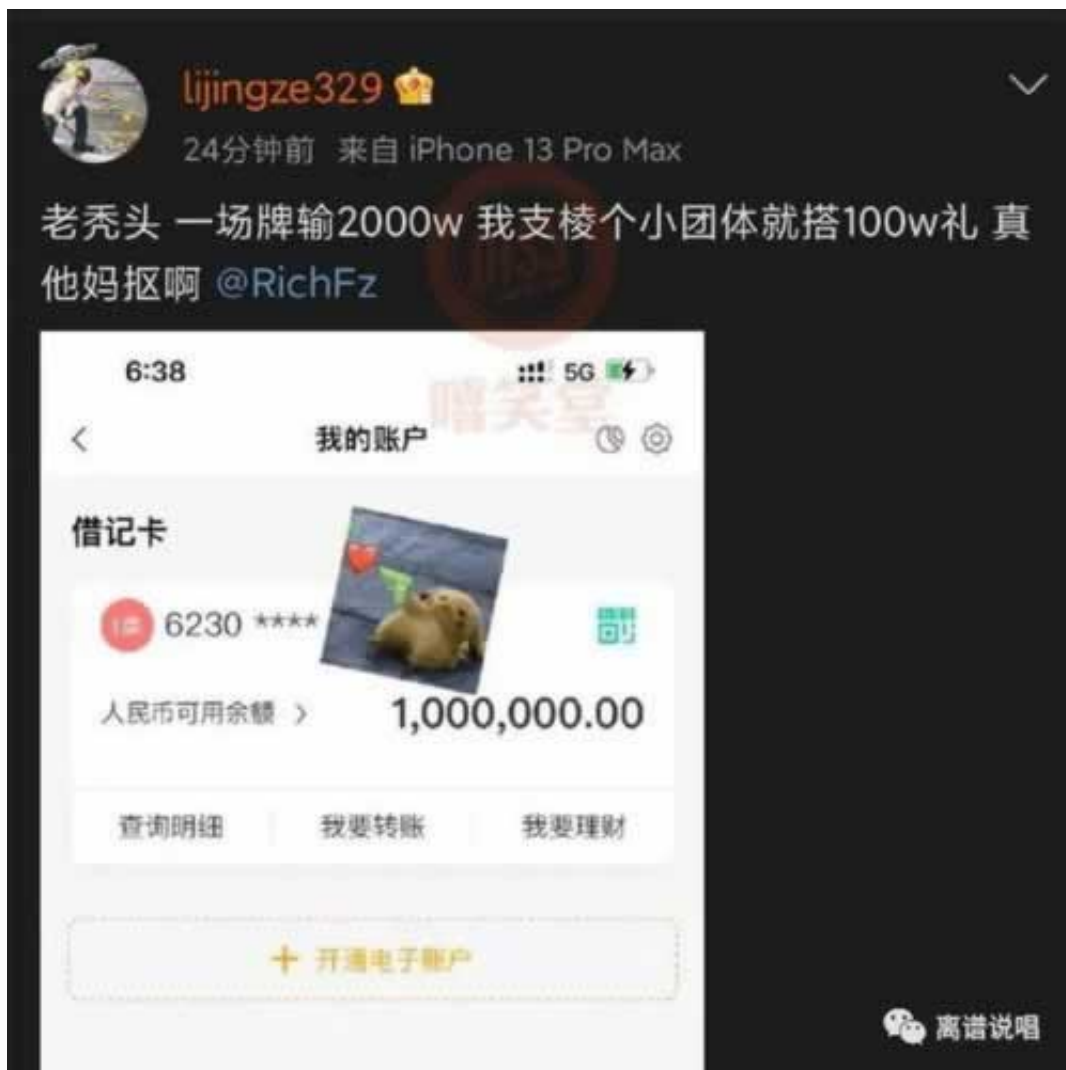 lijingze329
24分钟前 来自 iPhone 13 Pro Max
老秃头 一场牌输2000w 我支棱个小团体就搭100w礼 真
他妈抠啊 @RichFz
6:38 5G
我的账户
嘻笑堂
借记卡
6230 ****
人民币可用余额
1,000,000.00
查询明细 我要转账 我要理财
+ 开通电子账户
离谱说唱